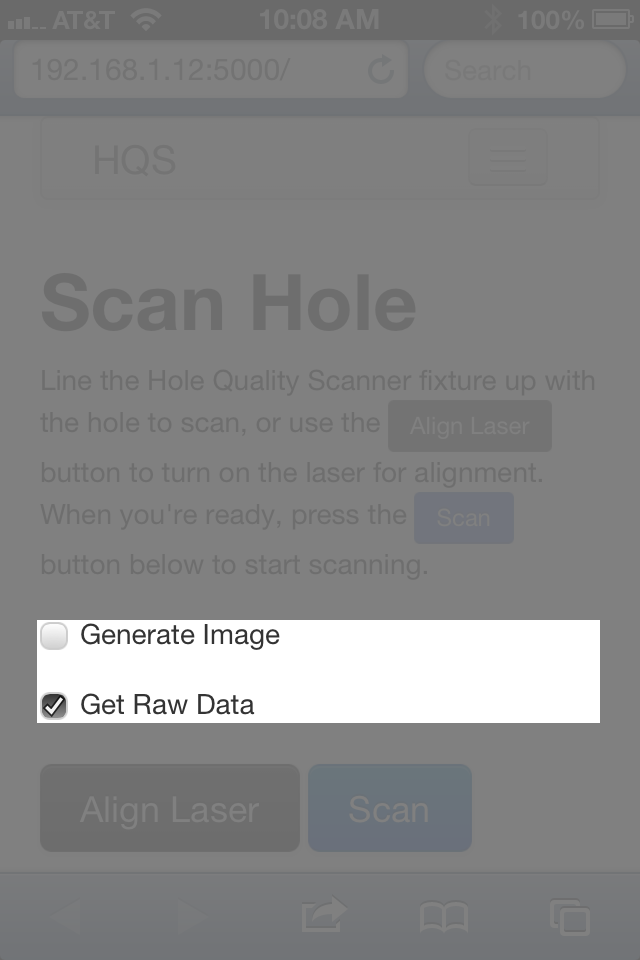 AT&T 10:08 AM 100%
192.168.1.12:5000/ Search
HQS
Scan Hole
Line the Hole Quality Scanner fixture up with
the hole to scan, or use the Align Laser
button to turn on the laser for alignment.
When you're ready, press the Scan
button below to start scanning.
Generate Image
Get Raw Data
Align Laser Scan